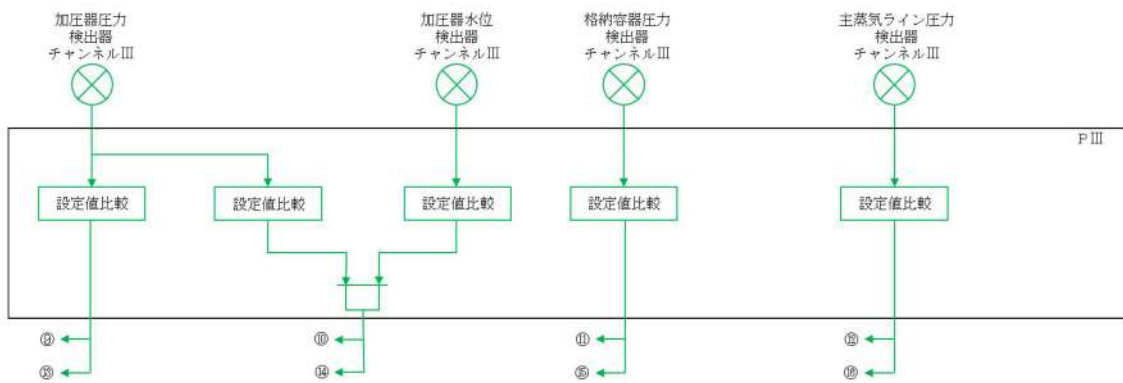 加圧器圧力
検出器
チャンネルⅢ
加圧器水位
検出器
チャンネルⅢ
格納容器圧力
検出器
チャンネルⅢ
主蒸気ライン圧力
検出器
チャンネルⅢ
PⅢ
設定値比較
設定値比較
設定値比較
設定値比較
設定値比較
⑨
⑩
⑪
⑫
⑬
⑭
⑮
⑯